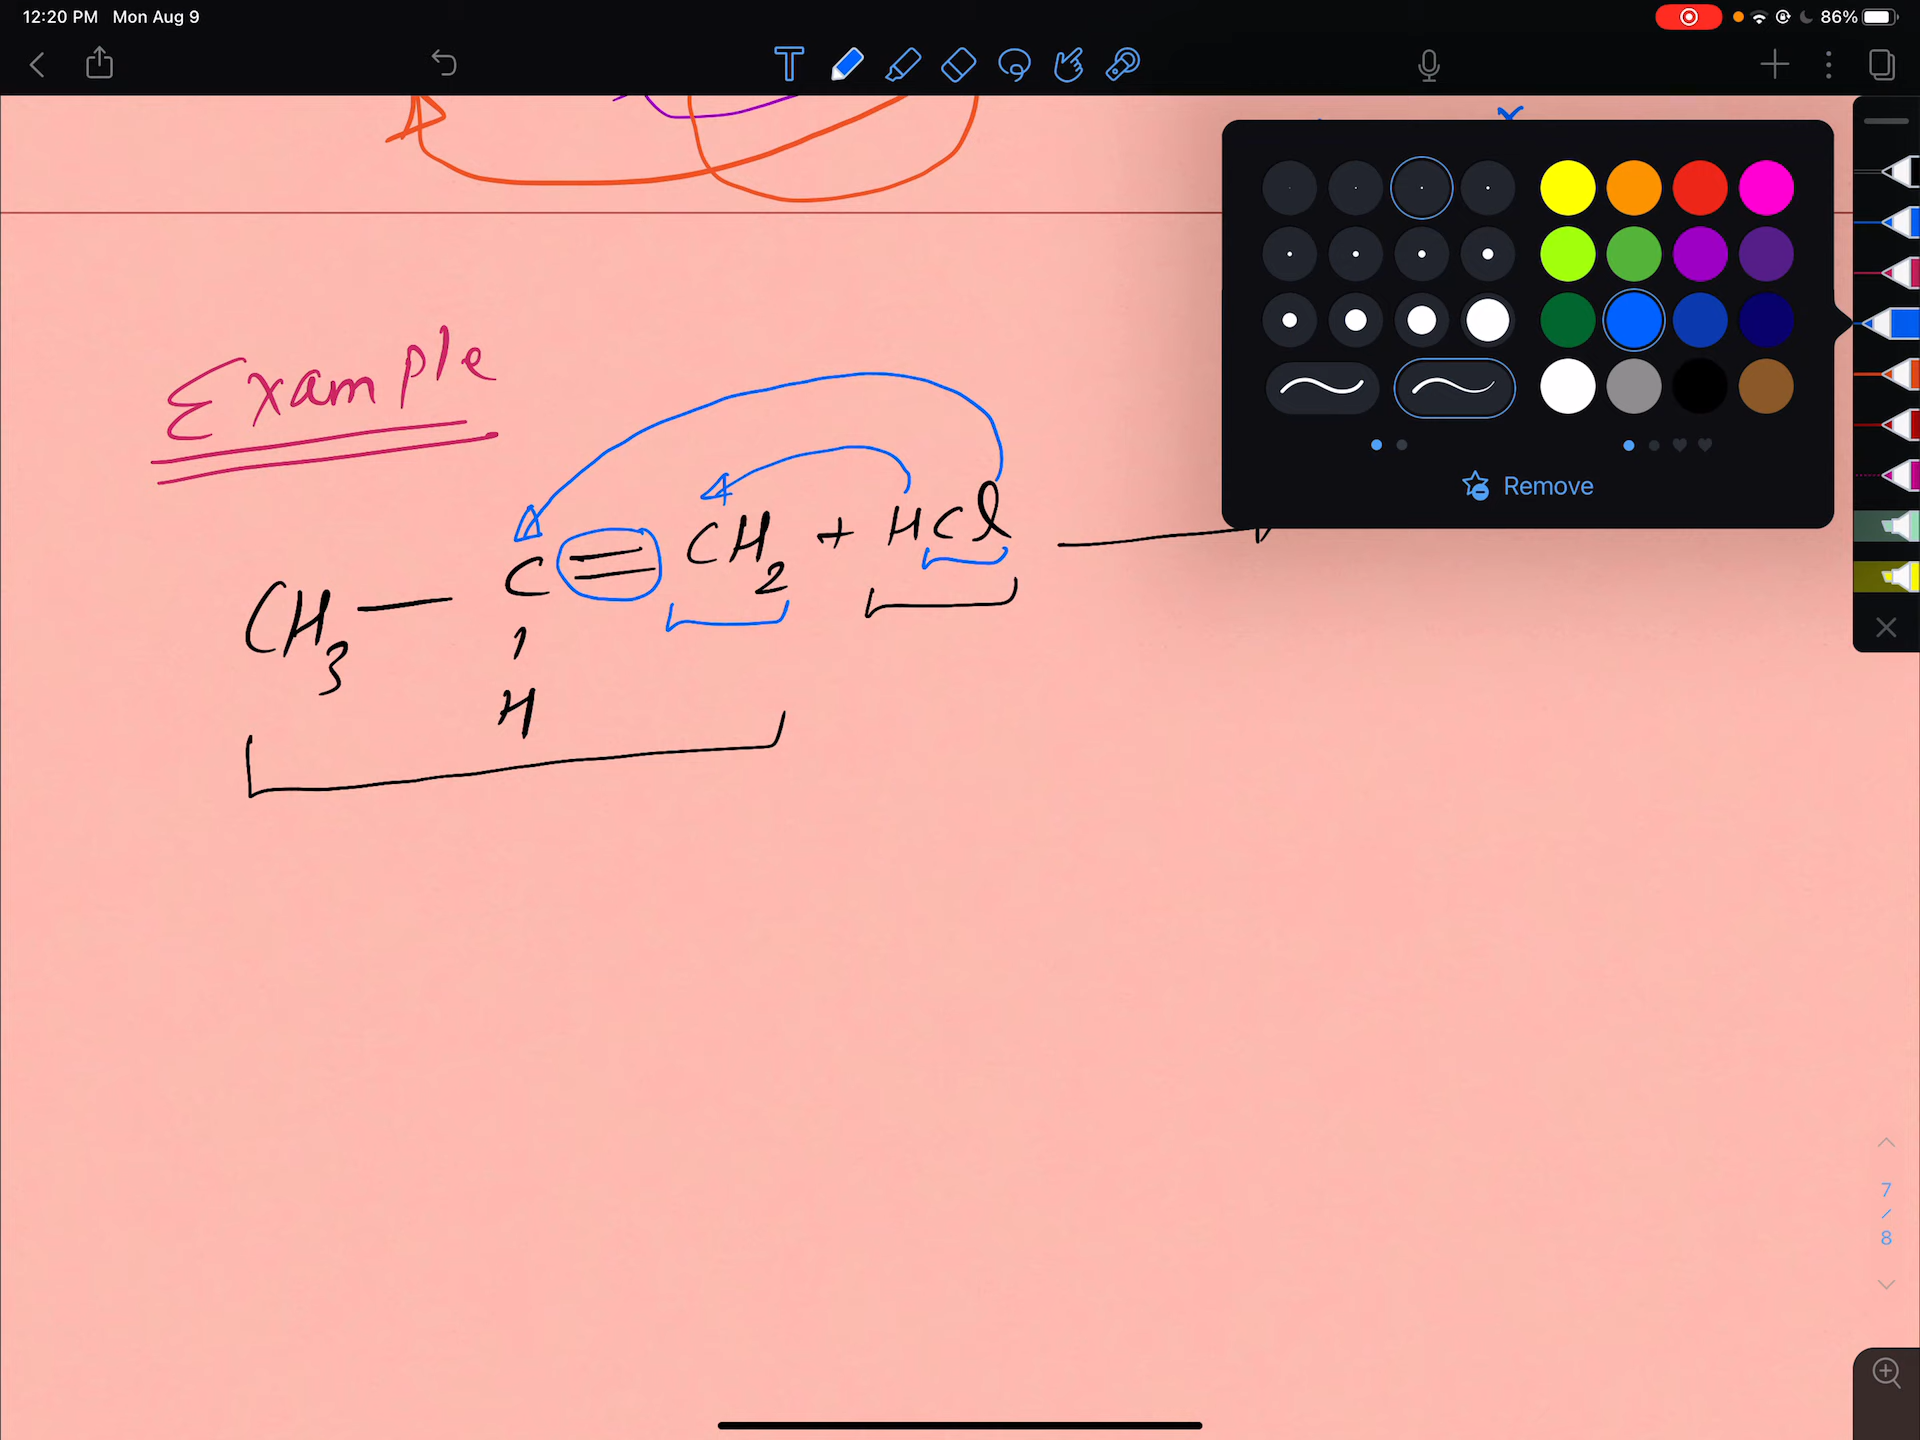 12:20 PM Mon Aug 9 86%
T
Remove
Example
CH3 — C = CH2 + HCl ⟶
H
7
/
8